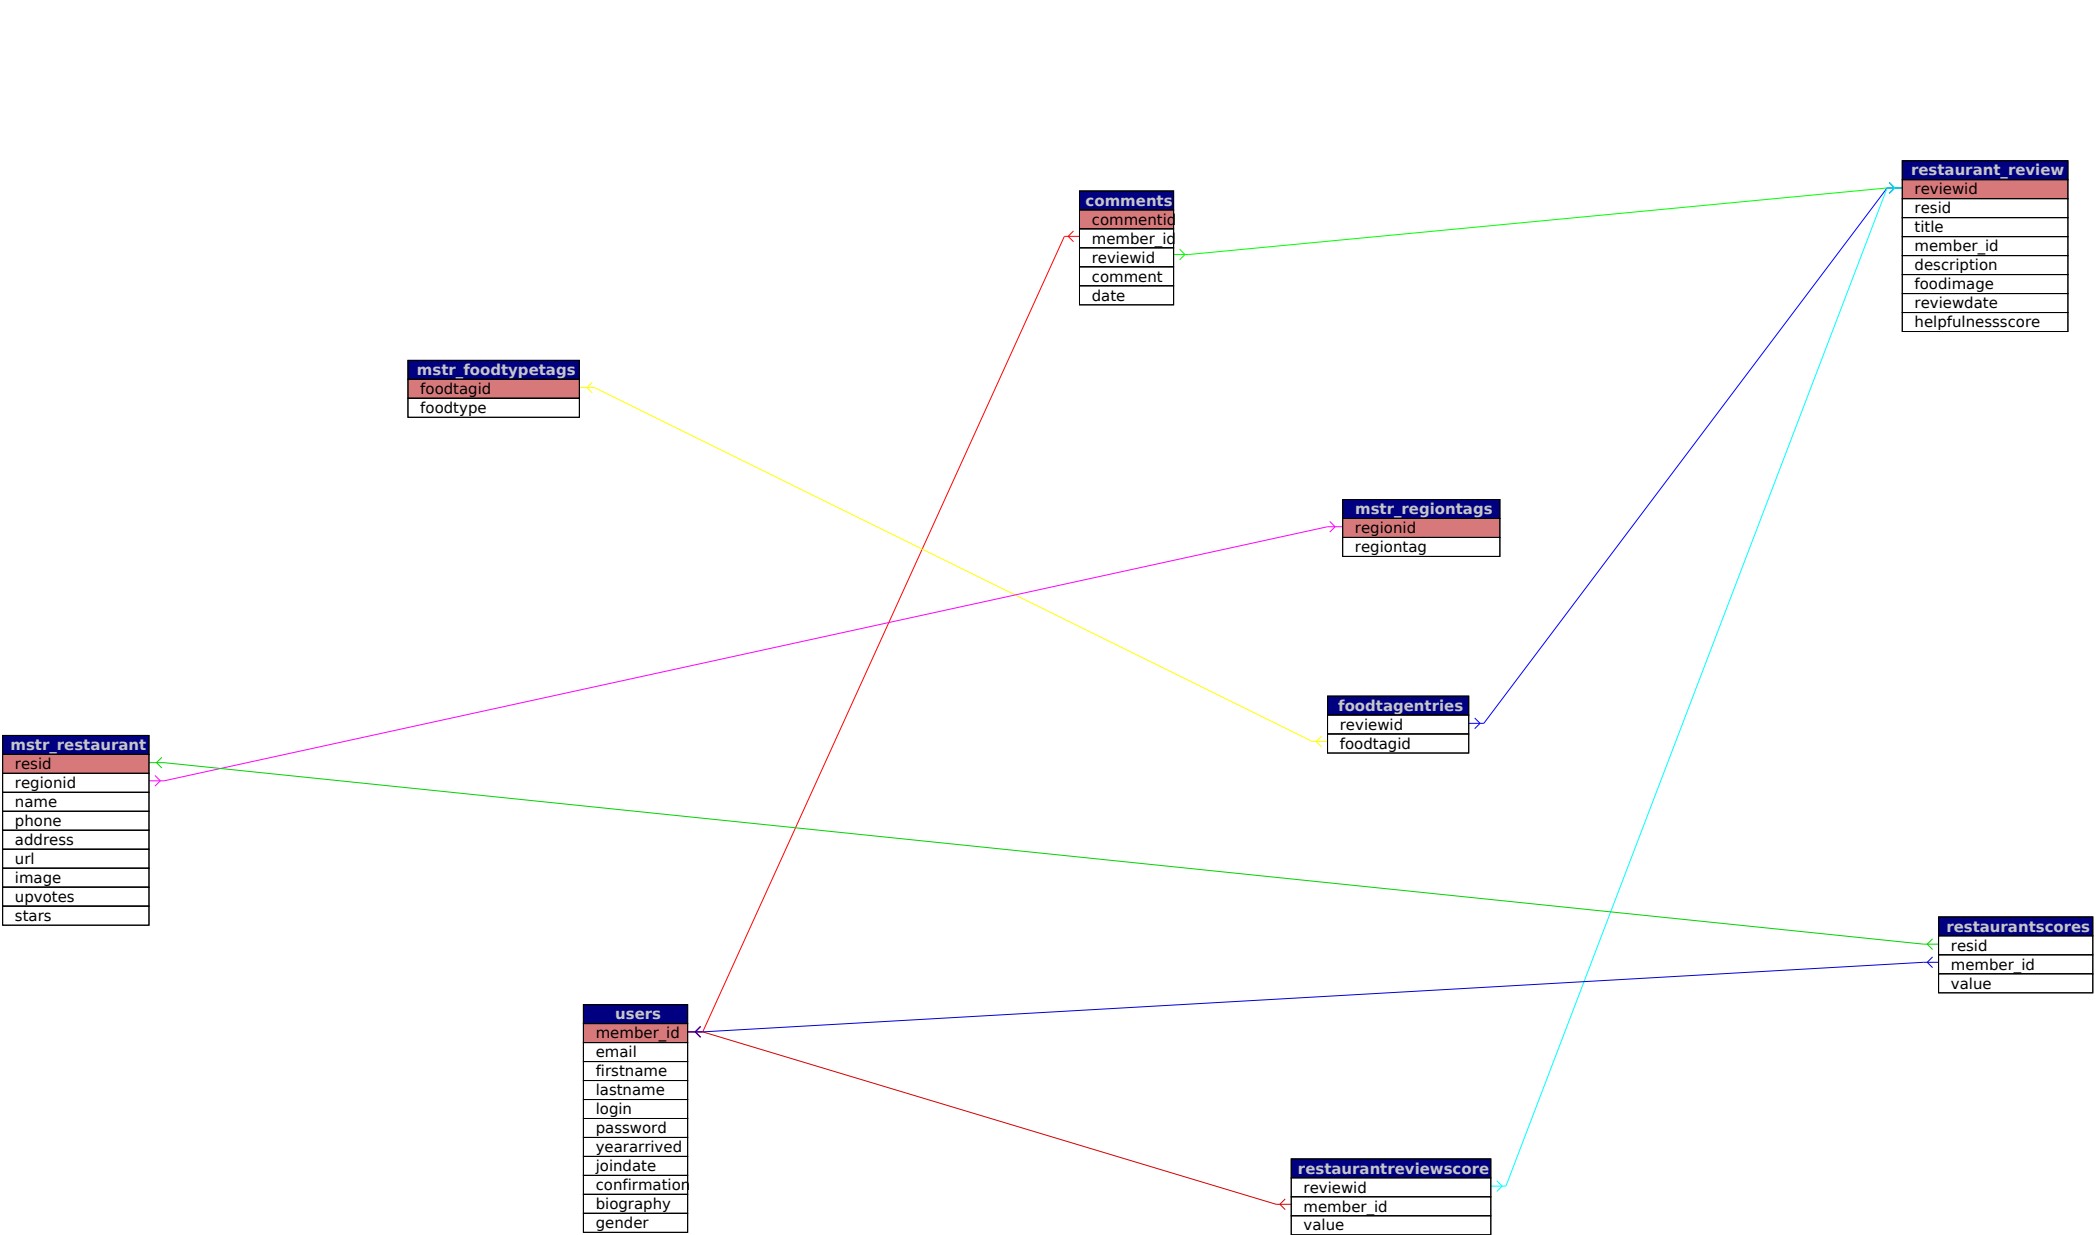 restaurant_review
reviewid
resid
title
member_id
description
foodimage
reviewdate
helpfulnessscore
comments
commentid
member_id
reviewid
comment
date
mstr_foodtypetags
foodtagid
foodtype
mstr_regiontags
regionid
regiontag
foodtagentries
reviewid
foodtagid
mstr_restaurant
resid
regionid
name
phone
address
url
image
upvotes
stars
restaurantscores
resid
member_id
value
users
member_id
email
firstname
lastname
login
password
yeararrived
joindate
confirmation
biography
gender
restaurantreviewscore
reviewid
member_id
value